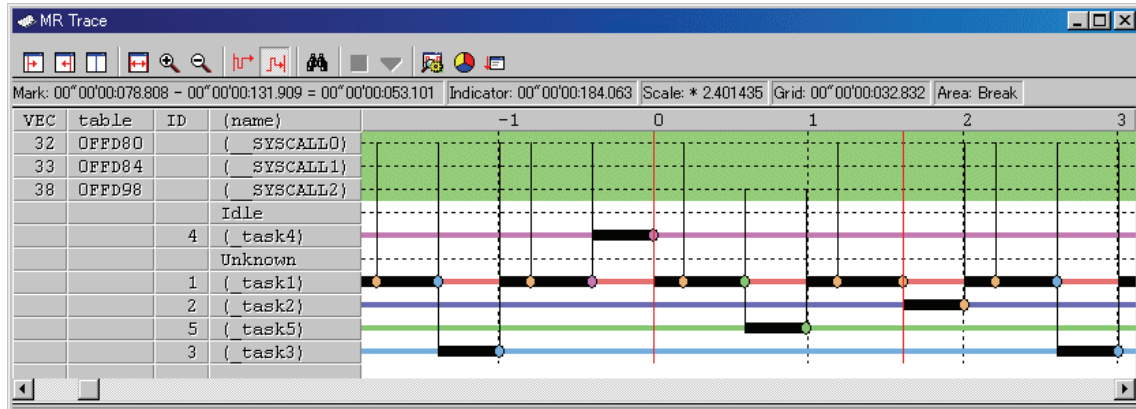 MR Trace
Mark: 00"00'00:078.808 - 00"00'00:131.909 = 00"00'00:053.101 Indicator: 00"00'00:184.063 Scale: * 2.401435 Grid: 00"00'00:032.832 Area: Break
VEC table ID (name) -1 0 1 2 3
32 0FFD80 (__SYSCALL0)
33 0FFD84 (__SYSCALL1)
38 0FFD98 (__SYSCALL2)
Idle
4 (_task4)
Unknown
1 (_task1)
2 (_task2)
5 (_task5)
3 (_task3)